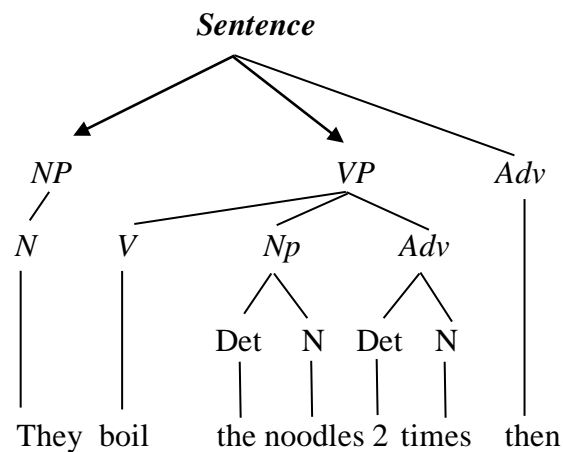 Sentence
NP VP Adv
N V Np Adv
Det N Det N
They boil the noodles 2 times then